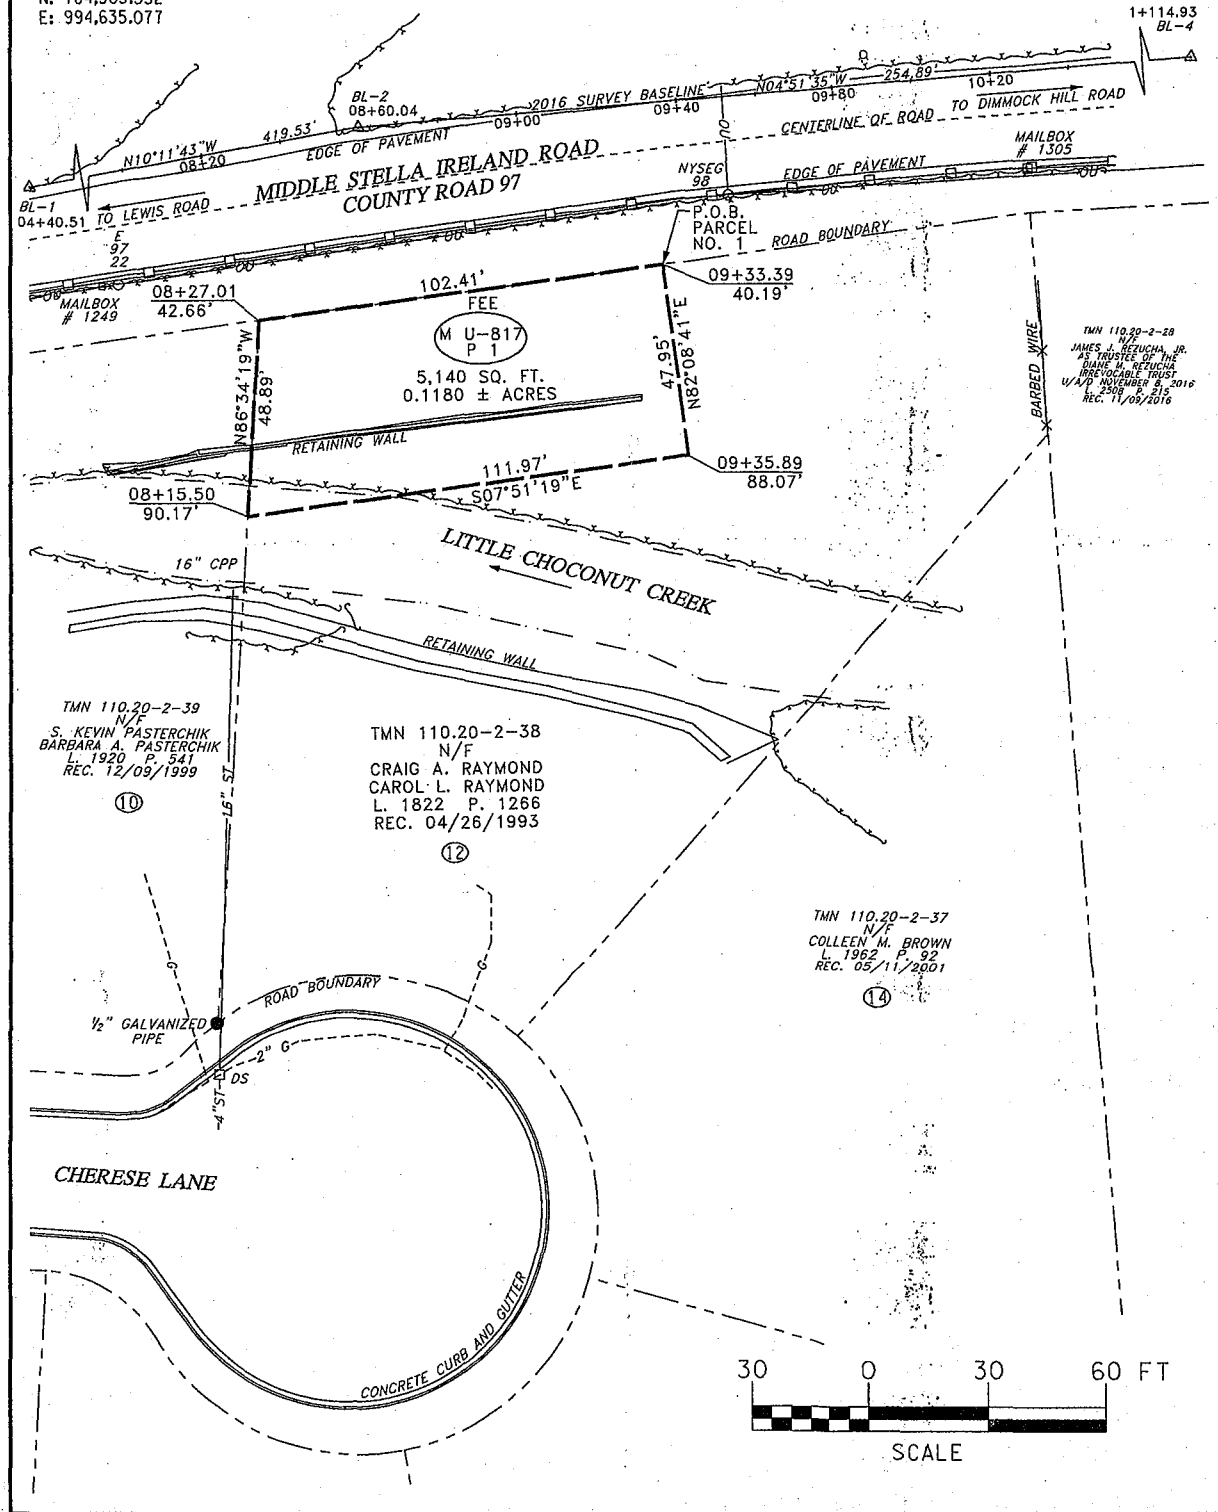 E: 994,635.077
1+114.93
BL-4
BL-2
08+60.04
2016 SURVEY BASELINE
N04°51'35"W
254.89'
09+00
09+40
09+80
10+20
N10°11'43"W
419.53'
08+20
EDGE OF PAVEMENT
CENTERLINE OF ROAD
TO DIMMOCK HILL ROAD
MIDDLE STELLA IRELAND ROAD
COUNTY ROAD 97
MAILBOX
# 1305
BL-1
04+40.51
TO LEWIS ROAD
NYSEG
98
EDGE OF PAVEMENT
OU
OU
OU
OU
OU
OU
OU
E
97
22
P.O.B.
PARCEL
NO. 1
ROAD BOUNDARY
MAILBOX
# 1249
08+27.01
42.66'
102.41'
09+33.39
40.19'
FEE
M U-817
P 1
5,140 SQ. FT.
0.1180 ± ACRES
N86°34'19"W
48.89'
47.95'
N82°08'41"E
RETAINING WALL
BARBED WIRE
TMN 110.20-2-28
N/F
JAMES J. REZUCHA, JR.
AS TRUSTEE OF THE
DIANE M. REZUCHA
IRREVOCABLE TRUST
U/A/D NOVEMBER 8, 2016
L. 2508 P. 215
REC. 11/09/2016
111.97'
S07°51'19"E
09+35.89
88.07'
08+15.50
90.17'
LITTLE CHOCONUT CREEK
16" CPP
RETAINING WALL
TMN 110.20-2-39
N/F
S. KEVIN PASTERCHIK
BARBARA A. PASTERCHIK
L. 1920 P. 541
REC. 12/09/1999
10
16" ST
TMN 110.20-2-38
N/F
CRAIG A. RAYMOND
CAROL L. RAYMOND
L. 1822 P. 1266
REC. 04/26/1993
12
TMN 110.20-2-37
N/F
COLLEEN M. BROWN
L. 1962 P. 92
REC. 05/11/2001
14
G
G
ROAD BOUNDARY
½" GALVANIZED
PIPE
2" G
DS
4"ST
CHERESE LANE
CONCRETE CURB AND GUTTER
30 0 30 60 FT
SCALE